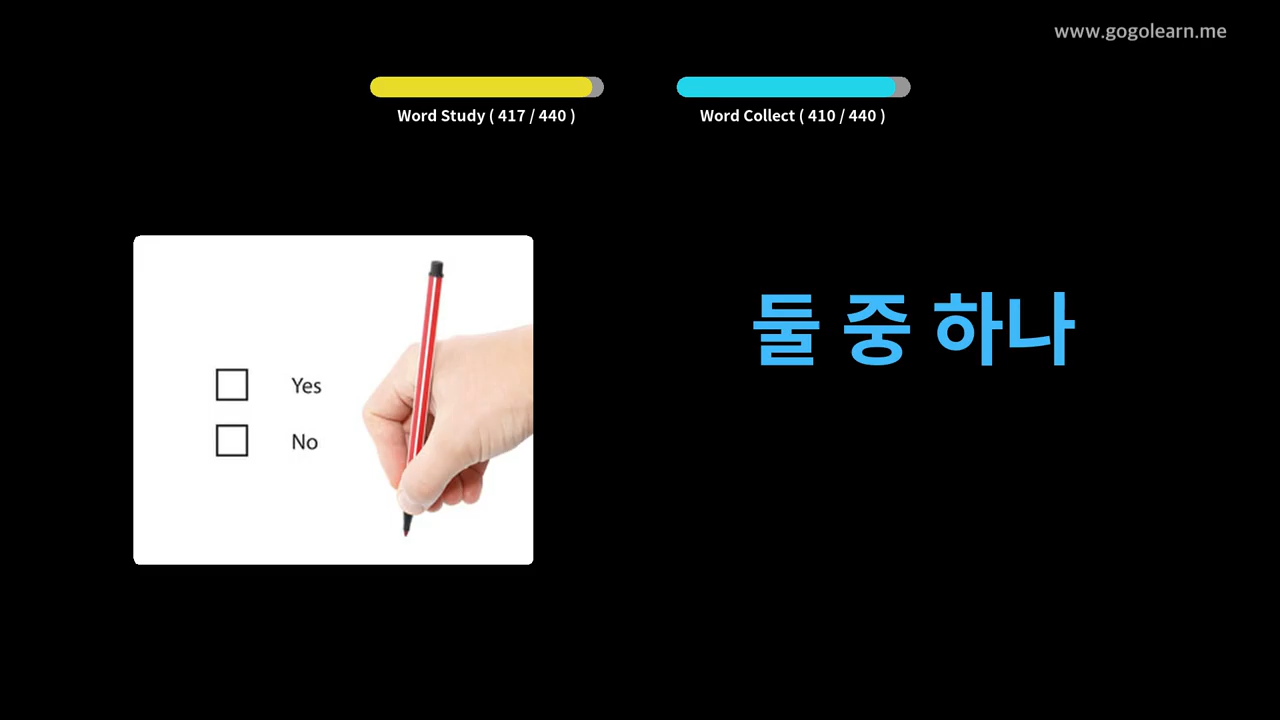 www.gogolearn.me
Word Study ( 417 / 440 )
Word Collect ( 410 / 440 )
둘 중 하나
Yes
No